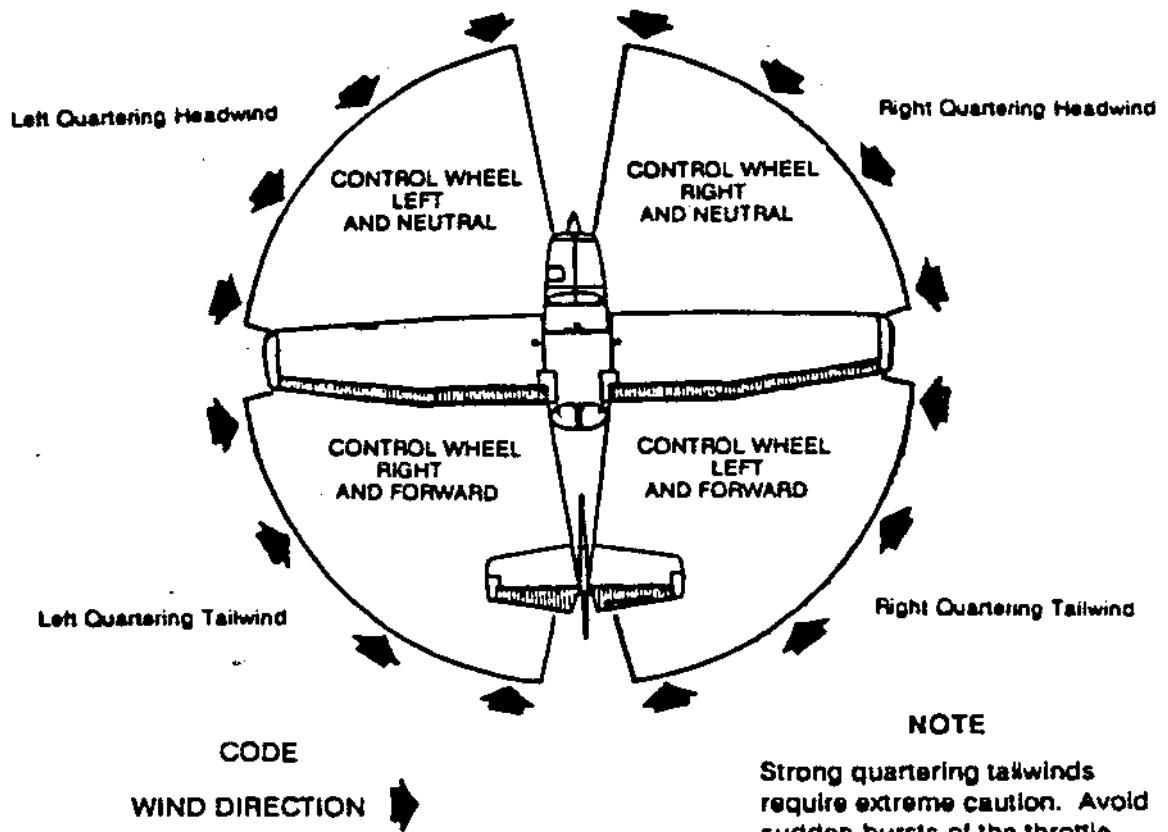 Left Quartering Headwind
Right Quartering Headwind
CONTROL WHEEL
LEFT
AND NEUTRAL
CONTROL WHEEL
RIGHT
AND NEUTRAL
CONTROL WHEEL
RIGHT
AND FORWARD
CONTROL WHEEL
LEFT
AND FORWARD
Left Quartering Tailwind
Right Quartering Tailwind
CODE
WIND DIRECTION
NOTE
Strong quartering tailwinds
require extreme caution. Avoid
sudden bursts of the throttle